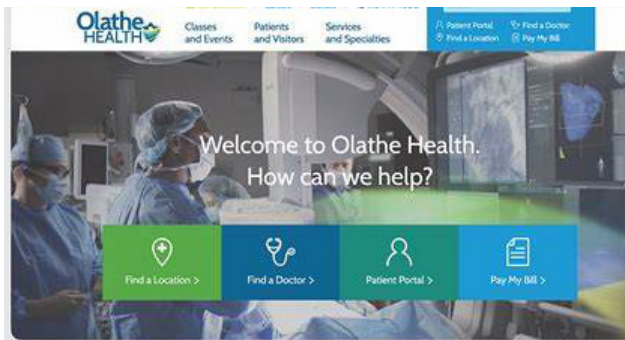 Olathe
HEALTH
Classes
and Events
Patients
and Visitors
Services
and Specialties
Patient Portal
Find a Doctor
Find a Location
Pay My Bill
Welcome to Olathe Health.
How can we help?
Find a Location >
Find a Doctor >
Patient Portal >
Pay My Bill >